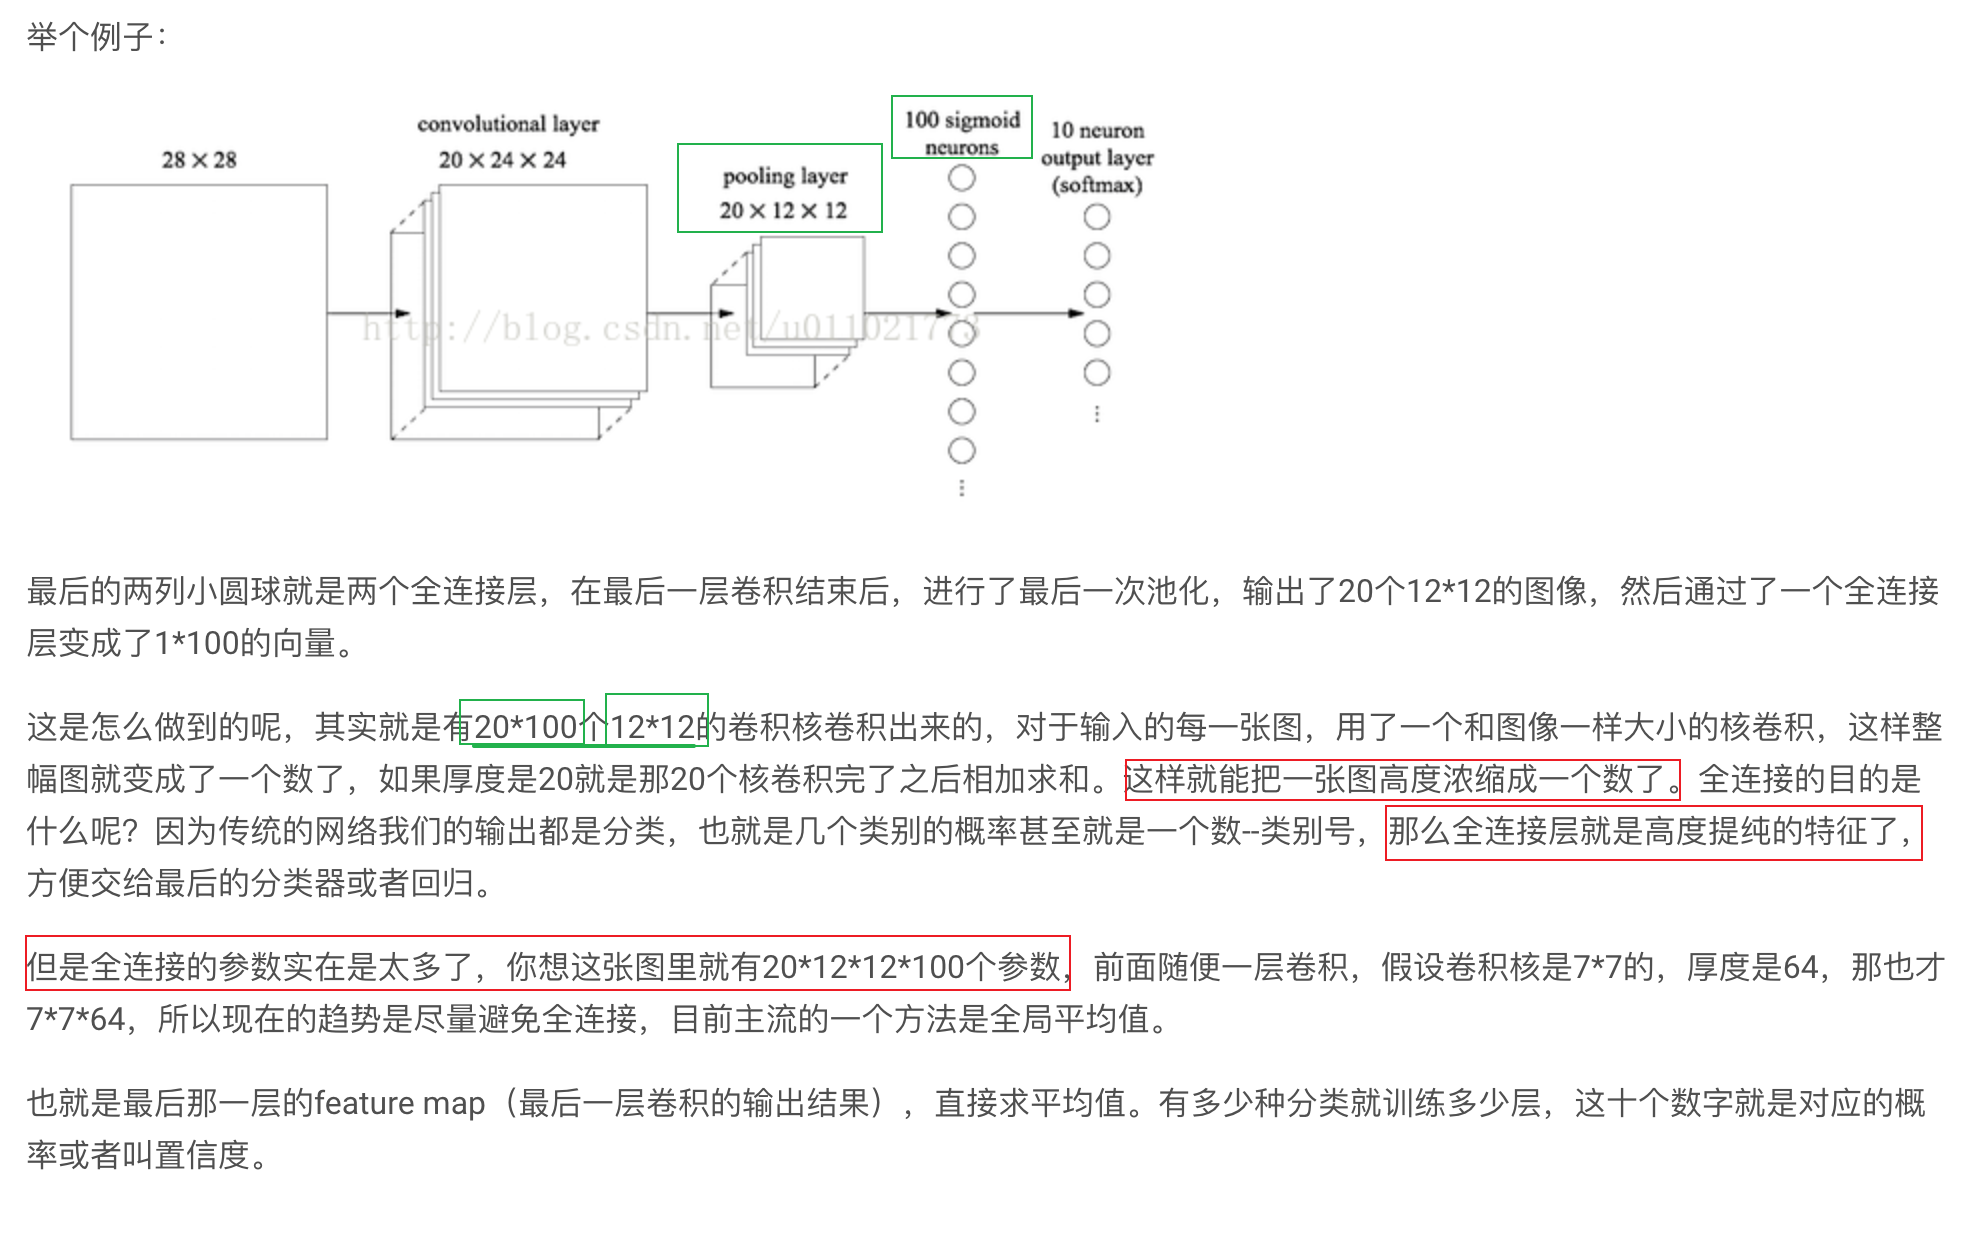 举个例子：
convolutional layer
28 × 28
20 × 24 × 24
pooling layer
20 × 12 × 12
100 sigmoid
neurons
10 neuron
output layer
(softmax)
http://blog.csdn.net/u011021773
最后的两列小圆球就是两个全连接层，在最后一层卷积结束后，进行了最后一次池化，输出了20个12*12的图像，然后通过了一个全连接
层变成了1*100的向量。
这是怎么做到的呢，其实就是有20*100个12*12的卷积核卷积出来的，对于输入的每一张图，用了一个和图像一样大小的核卷积，这样整
幅图就变成了一个数了，如果厚度是20就是那20个核卷积完了之后相加求和。这样就能把一张图高度浓缩成一个数了。全连接的目的是
什么呢？因为传统的网络我们的输出都是分类，也就是几个类别的概率甚至就是一个数--类别号，那么全连接层就是高度提纯的特征了，
方便交给最后的分类器或者回归。
但是全连接的参数实在是太多了，你想这张图里就有20*12*12*100个参数，前面随便一层卷积，假设卷积核是7*7的，厚度是64，那也才
7*7*64，所以现在的趋势是尽量避免全连接，目前主流的一个方法是全局平均值。
也就是最后那一层的feature map（最后一层卷积的输出结果），直接求平均值。有多少种分类就训练多少层，这十个数字就是对应的概
率或者叫置信度。